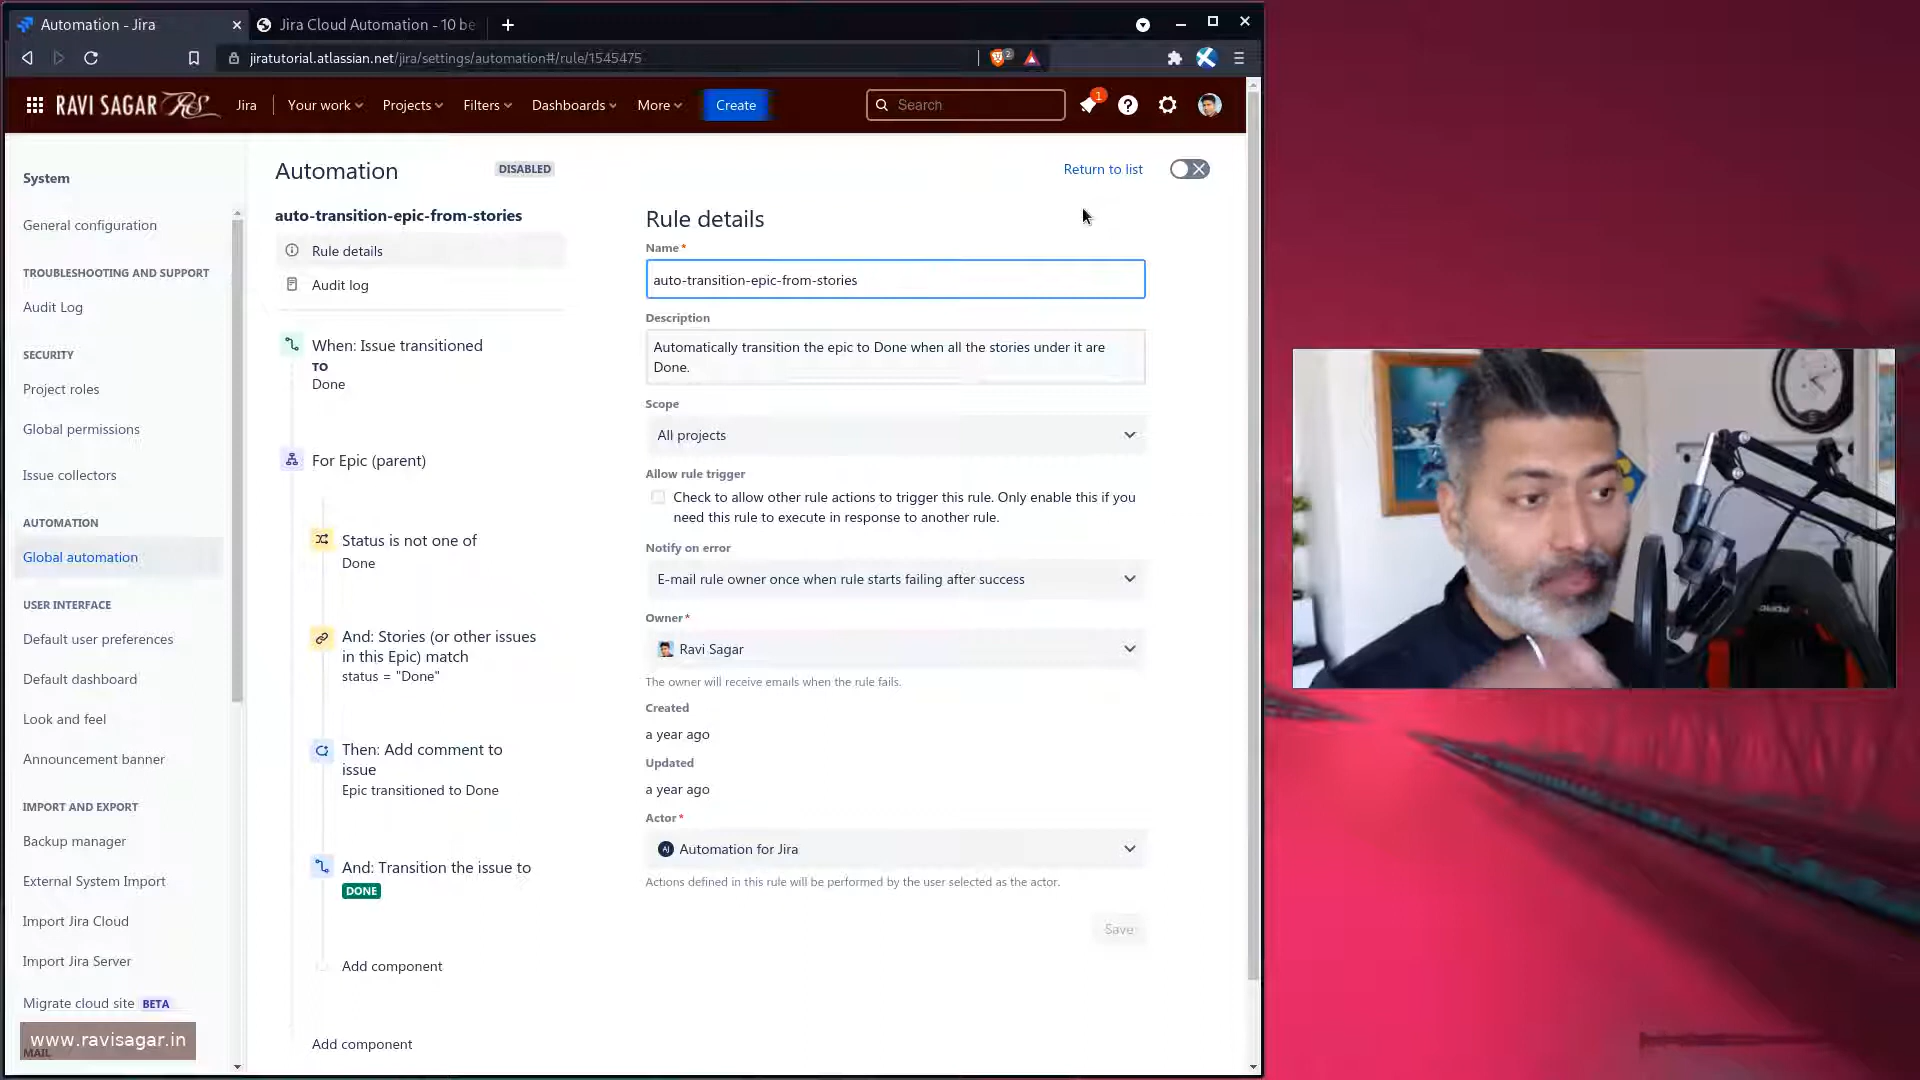 Automation - Jira
Jira Cloud Automation - 10 be
jiratutorial.atlassian.net/jira/settings/automation#/rule/1545475
2
RAVI SAGAR RS
Jira
Your work
Projects
Filters
Dashboards
More
Create
Search
1
System
General configuration
TROUBLESHOOTING AND SUPPORT
Audit Log
SECURITY
Project roles
Global permissions
Issue collectors
AUTOMATION
Global automation
USER INTERFACE
Default user preferences
Default dashboard
Look and feel
Announcement banner
IMPORT AND EXPORT
Backup manager
External System Import
Import Jira Cloud
Import Jira Server
Migrate cloud site BETA
MAIL
www.ravisagar.in
Automation
DISABLED
Return to list
auto-transition-epic-from-stories
Rule details
Audit log
When: Issue transitioned
TO
Done
For Epic (parent)
Status is not one of
Done
And: Stories (or other issues
in this Epic) match
status = "Done"
Then: Add comment to
issue
Epic transitioned to Done
And: Transition the issue to
DONE
Add component
Add component
Rule details
Name*
auto-transition-epic-from-stories
Description
Automatically transition the epic to Done when all the stories under it are
Done.
Scope
All projects
Allow rule trigger
Check to allow other rule actions to trigger this rule. Only enable this if you
need this rule to execute in response to another rule.
Notify on error
E-mail rule owner once when rule starts failing after success
Owner*
Ravi Sagar
The owner will receive emails when the rule fails.
Created
a year ago
Updated
a year ago
Actor*
Automation for Jira
Actions defined in this rule will be performed by the user selected as the actor.
Save